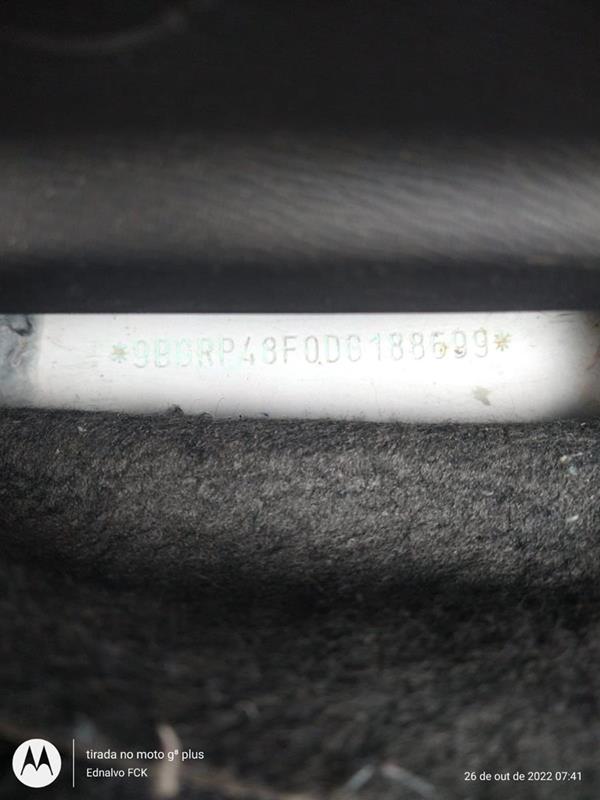 *9BGRP48F0DG188699*
tirada no moto g⁸ plus
Ednalvo FCK
26 de out de 2022 07:41